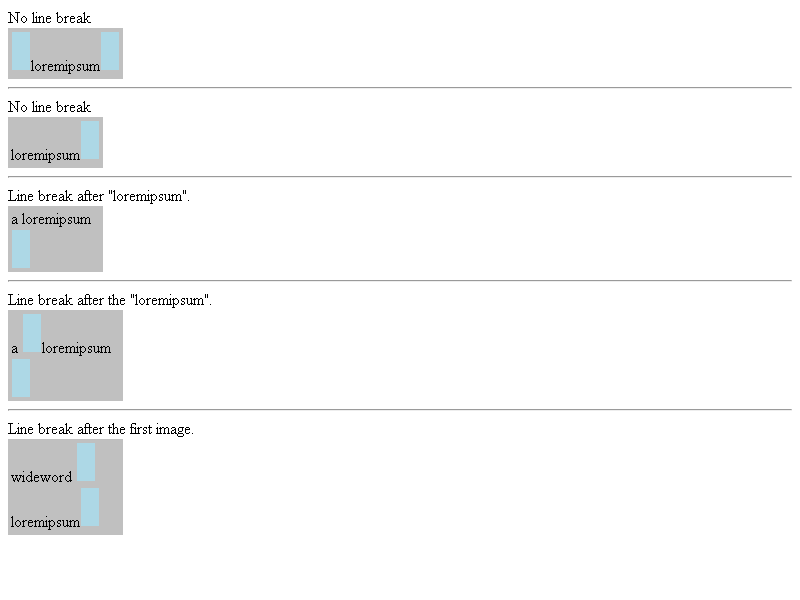 No line break
loremipsum
No line break
loremipsum
Line break after "loremipsum".
a loremipsum
Line break after the "loremipsum".
a loremipsum
Line break after the first image.
wideword
loremipsum